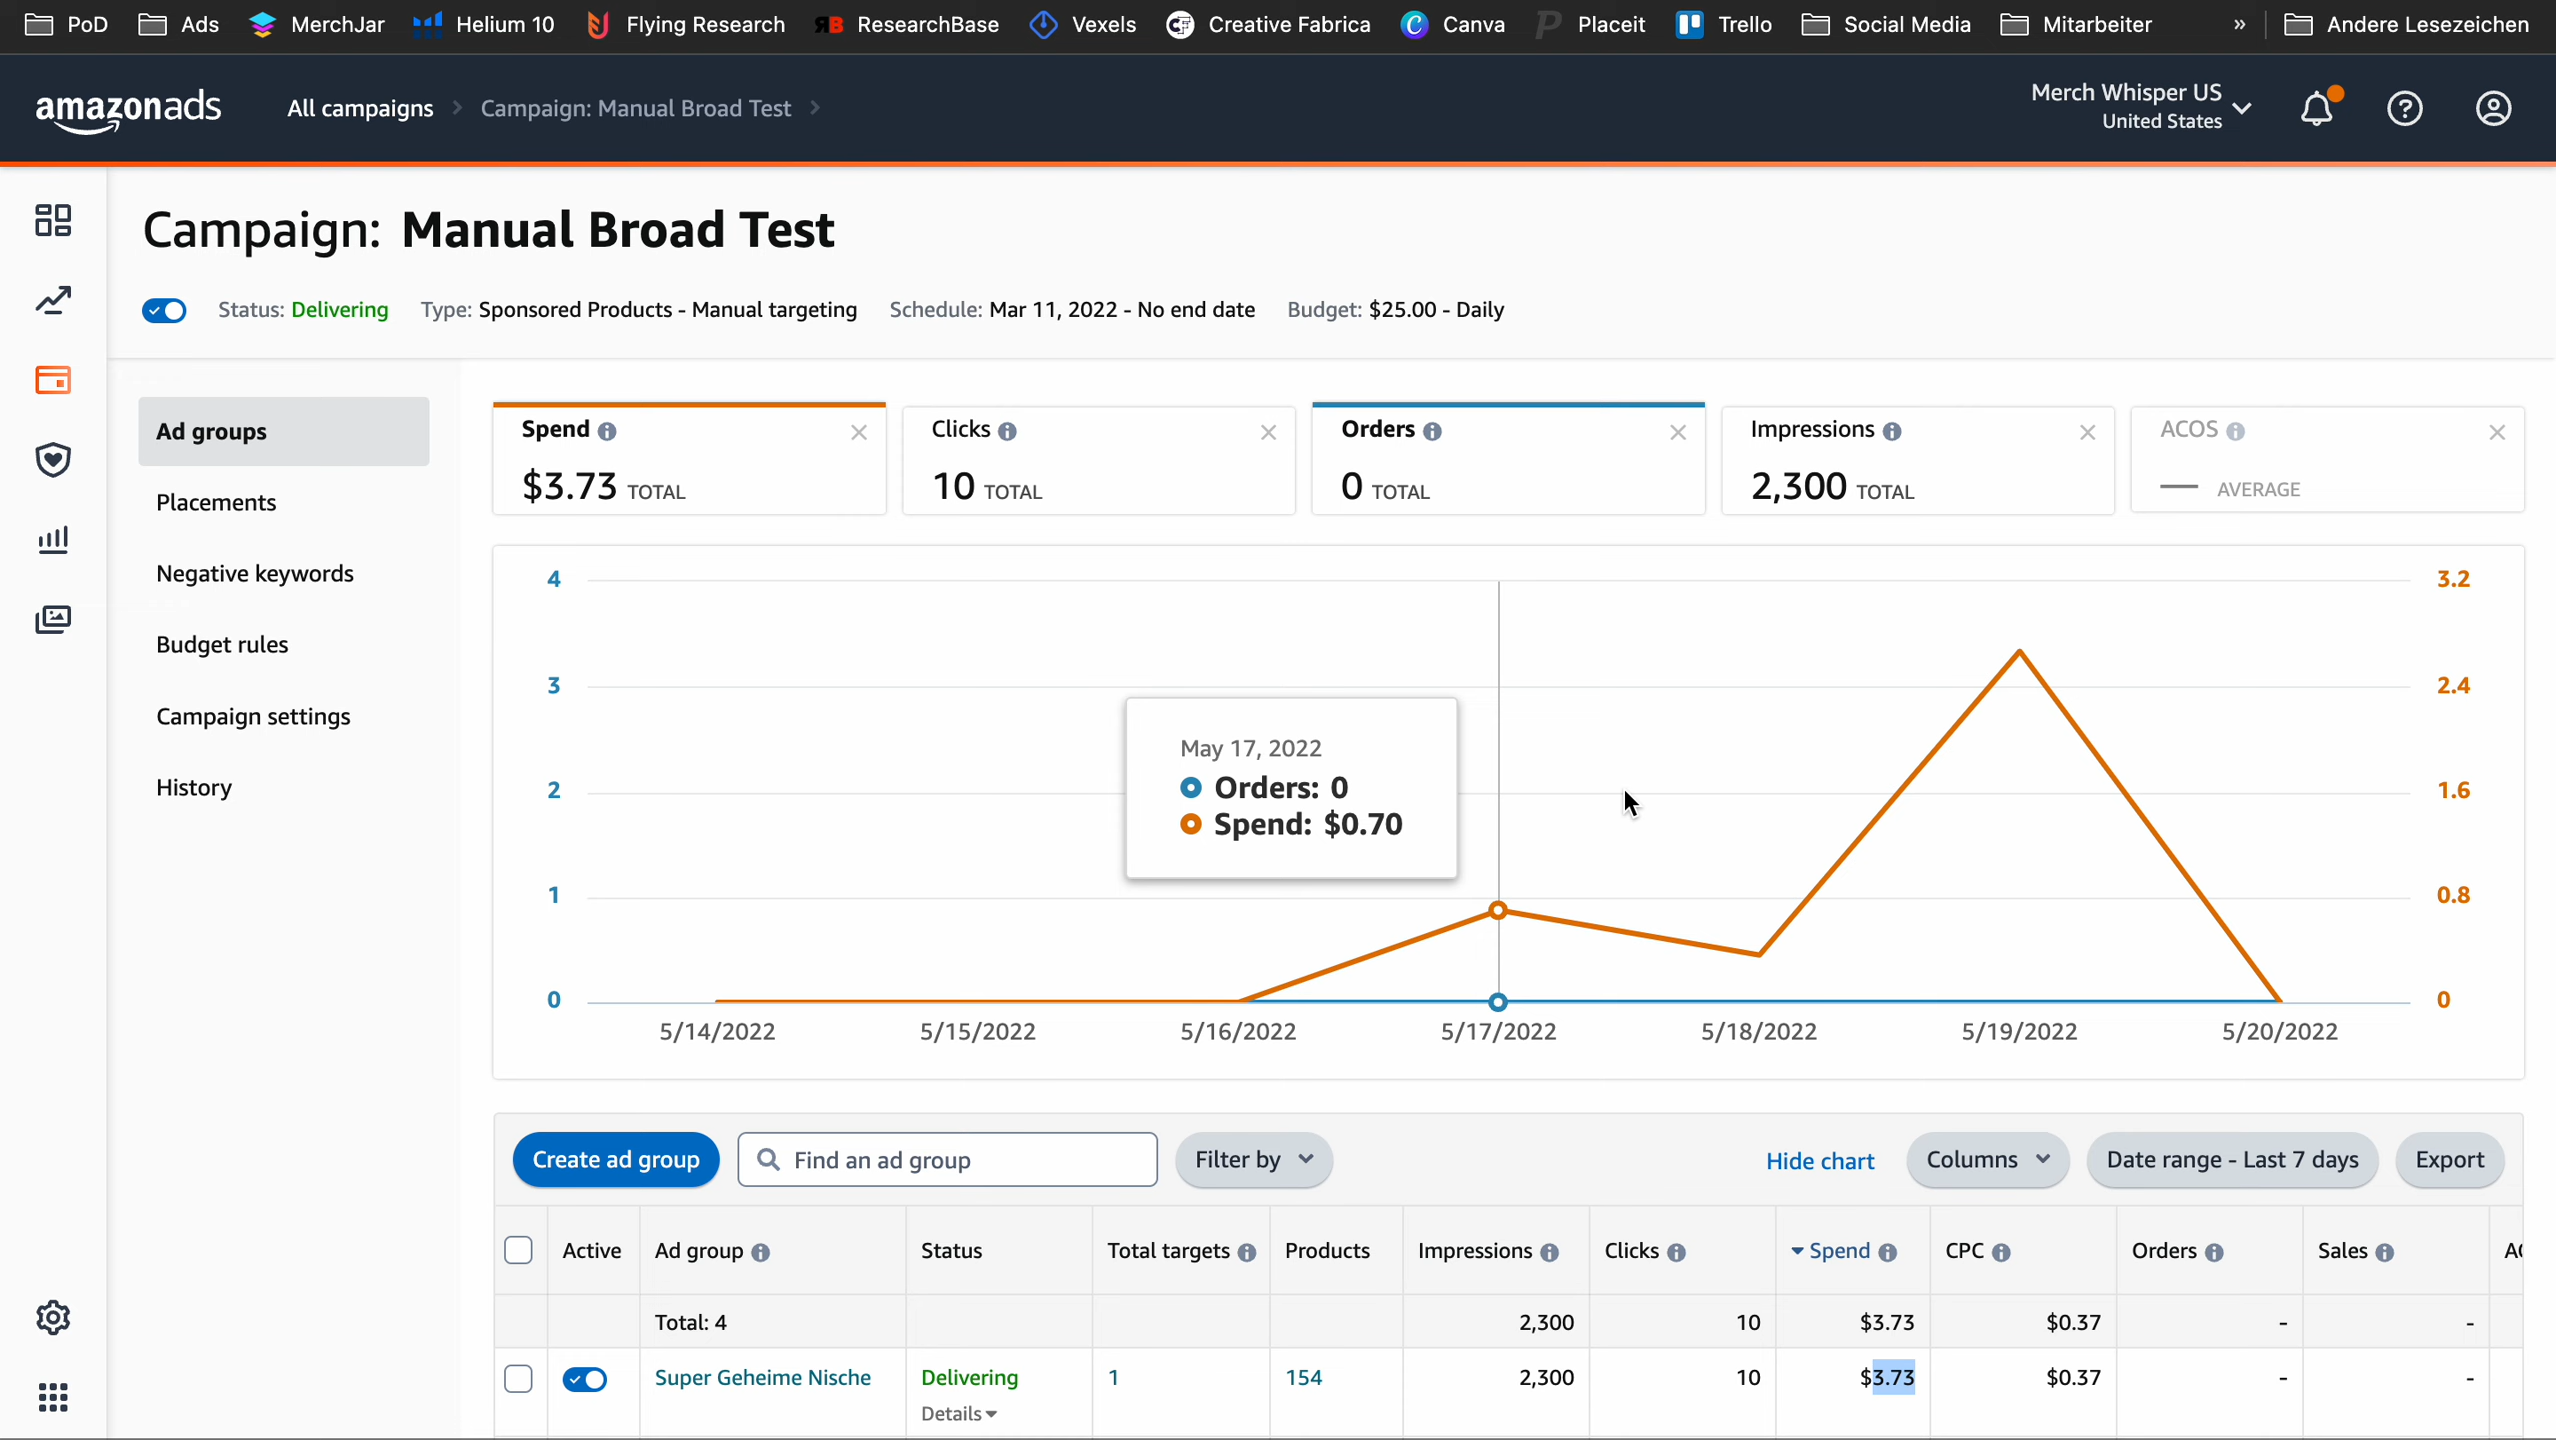 PoD Ads MerchJar Helium 10 Flying Research ResearchBase Vexels Creative Fabrica Canva Placeit Trello Social Media Mitarbeiter » Andere Lesezeichen
amazonads All campaigns Campaign: Manual Broad Test Merch Whisper US
United States
Campaign: Manual Broad Test
Status: Delivering Type: Sponsored Products - Manual targeting Schedule: Mar 11, 2022 - No end date Budget: $25.00 - Daily
Ad groups
Placements
Negative keywords
Budget rules
Campaign settings
History
Spend
$3.73 TOTAL
Clicks
10 TOTAL
Orders
0 TOTAL
Impressions
2,300 TOTAL
ACOS
— AVERAGE
4 3.2
3 2.4
2 1.6
1 0.8
0 0
May 17, 2022
Orders: 0
Spend: $0.70
5/14/2022 5/15/2022 5/16/2022 5/17/2022 5/18/2022 5/19/2022 5/20/2022
Create ad group Find an ad group Filter by Hide chart Columns Date range - Last 7 days Export
Active Ad group Status Total targets Products Impressions Clicks Spend CPC Orders Sales
Total: 4 2,300 10 $3.73 $0.37 - -
Super Geheime Nische Delivering 1 154 2,300 10 $3.73 $0.37 - -
Details